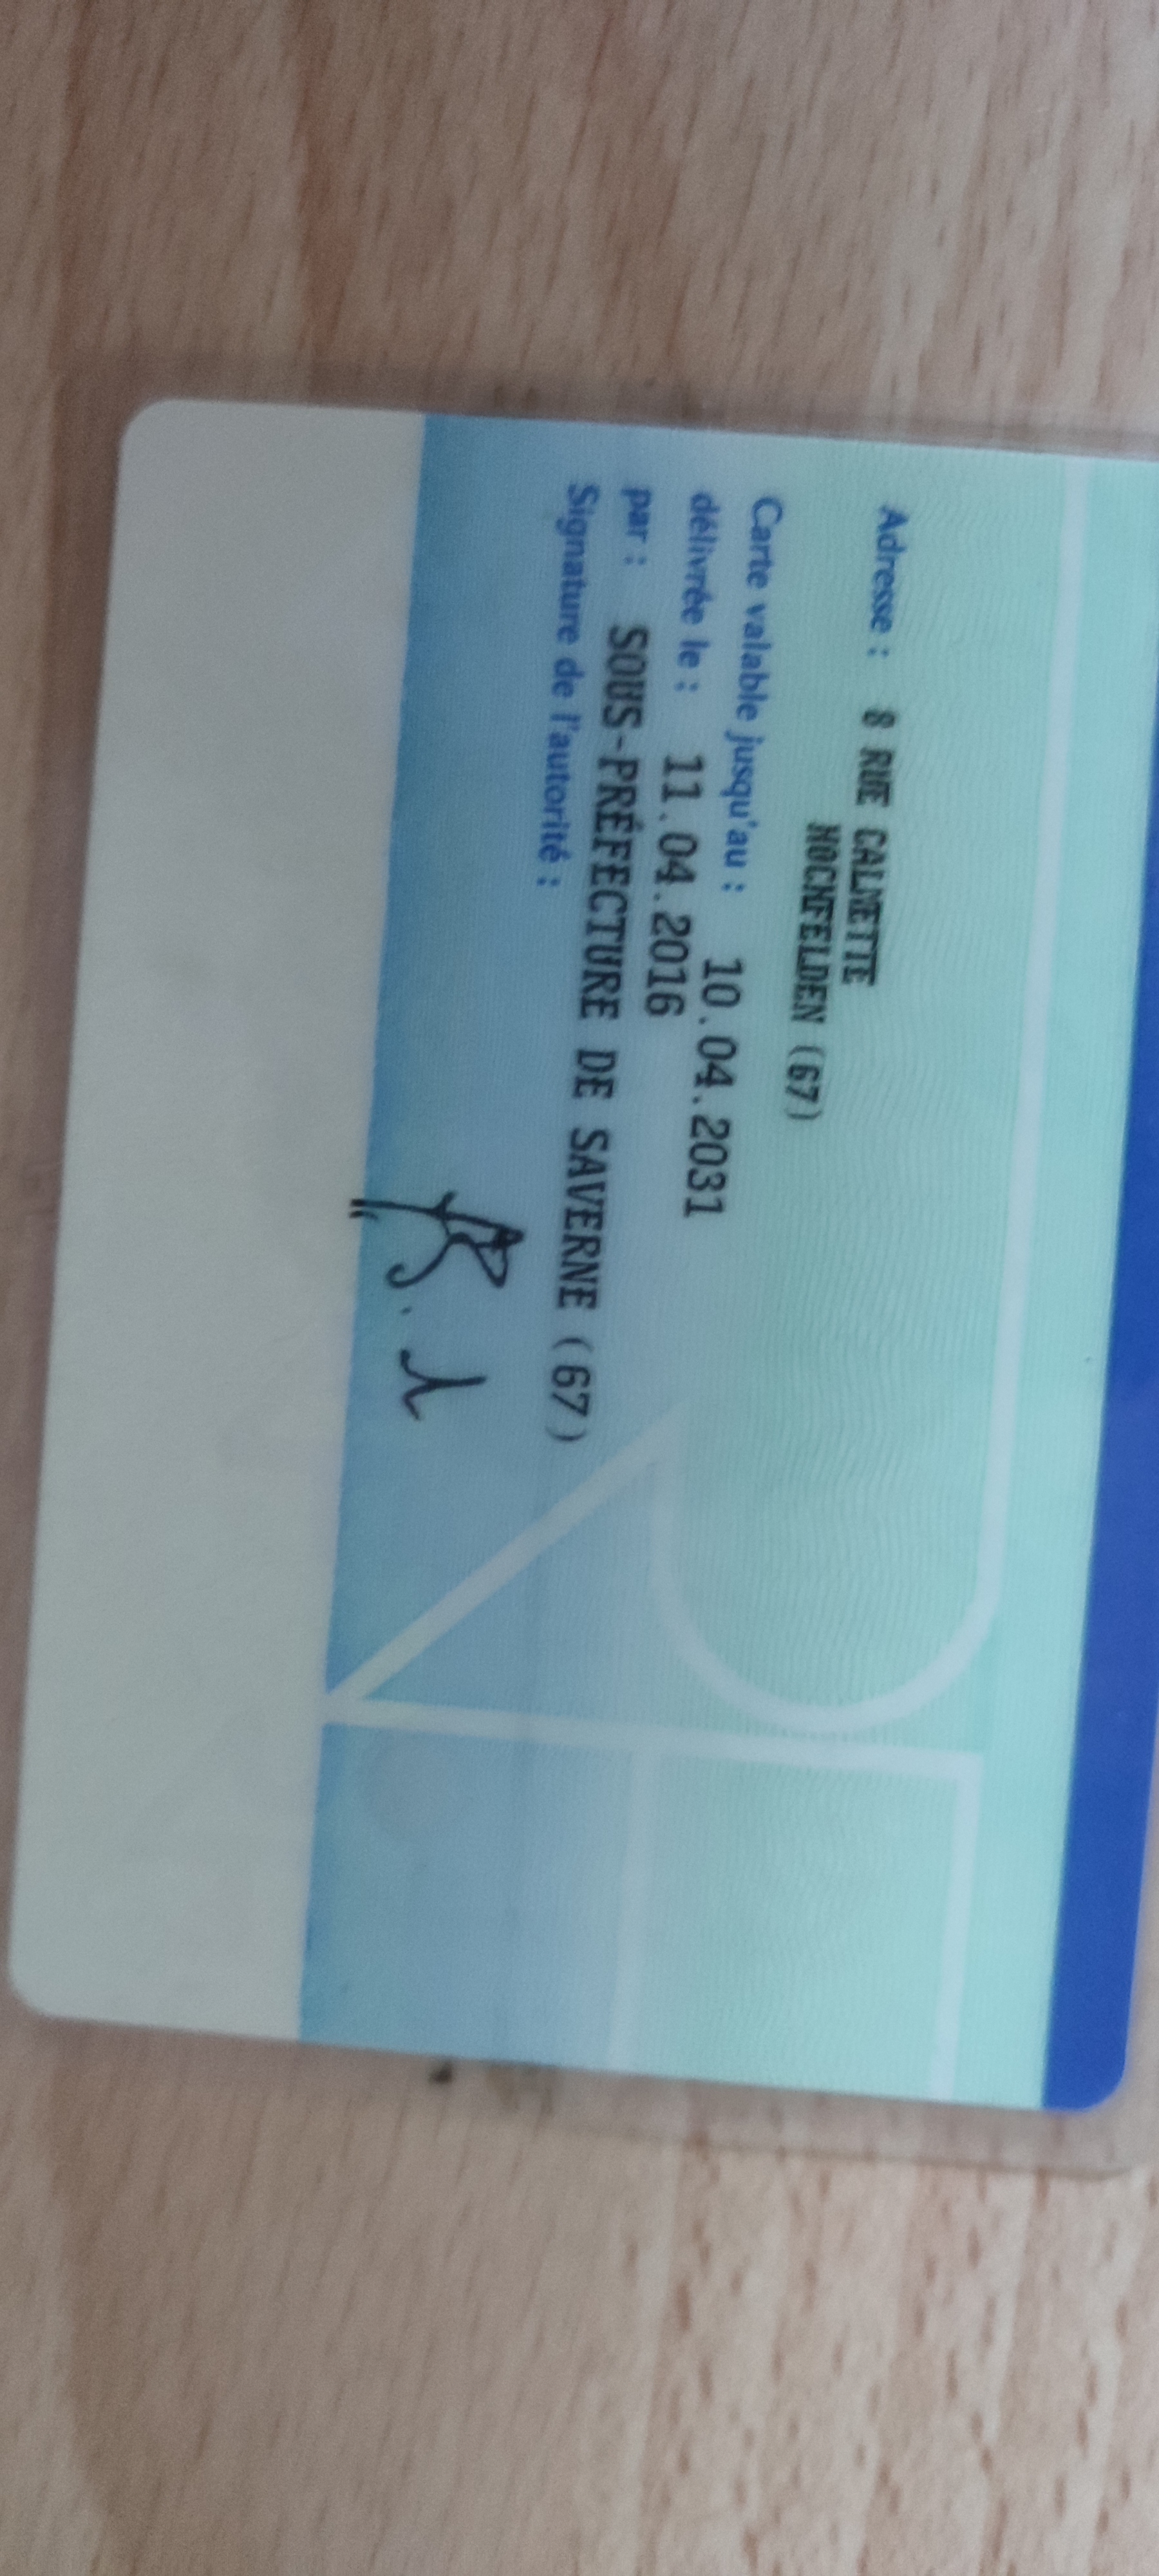 Adresse : 8 RUE CALMETTE
HOCHFELDEN (67)
Carte valable jusqu'au : 10.04.2031
délivrée le : 11.04.2016
par : SOUS-PRÉFECTURE DE SAVERNE (67)
Signature de l'autorité :